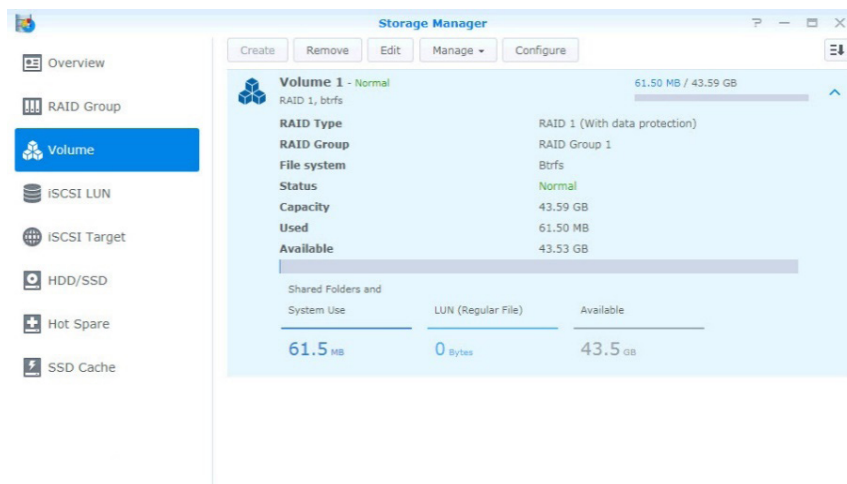 Storage Manager
Overview
RAID Group
Volume
iSCSI LUN
iSCSI Target
HDD/SSD
Hot Spare
SSD Cache
Create Remove Edit Manage Configure
Volume 1 - Normal 61.50 MB / 43.59 GB
RAID 1, btrfs
RAID Type RAID 1 (With data protection)
RAID Group RAID Group 1
File system Btrfs
Status Normal
Capacity 43.59 GB
Used 61.50 MB
Available 43.53 GB
Shared Folders and
System Use LUN (Regular File) Available
61.5 MB 0 Bytes 43.5 GB